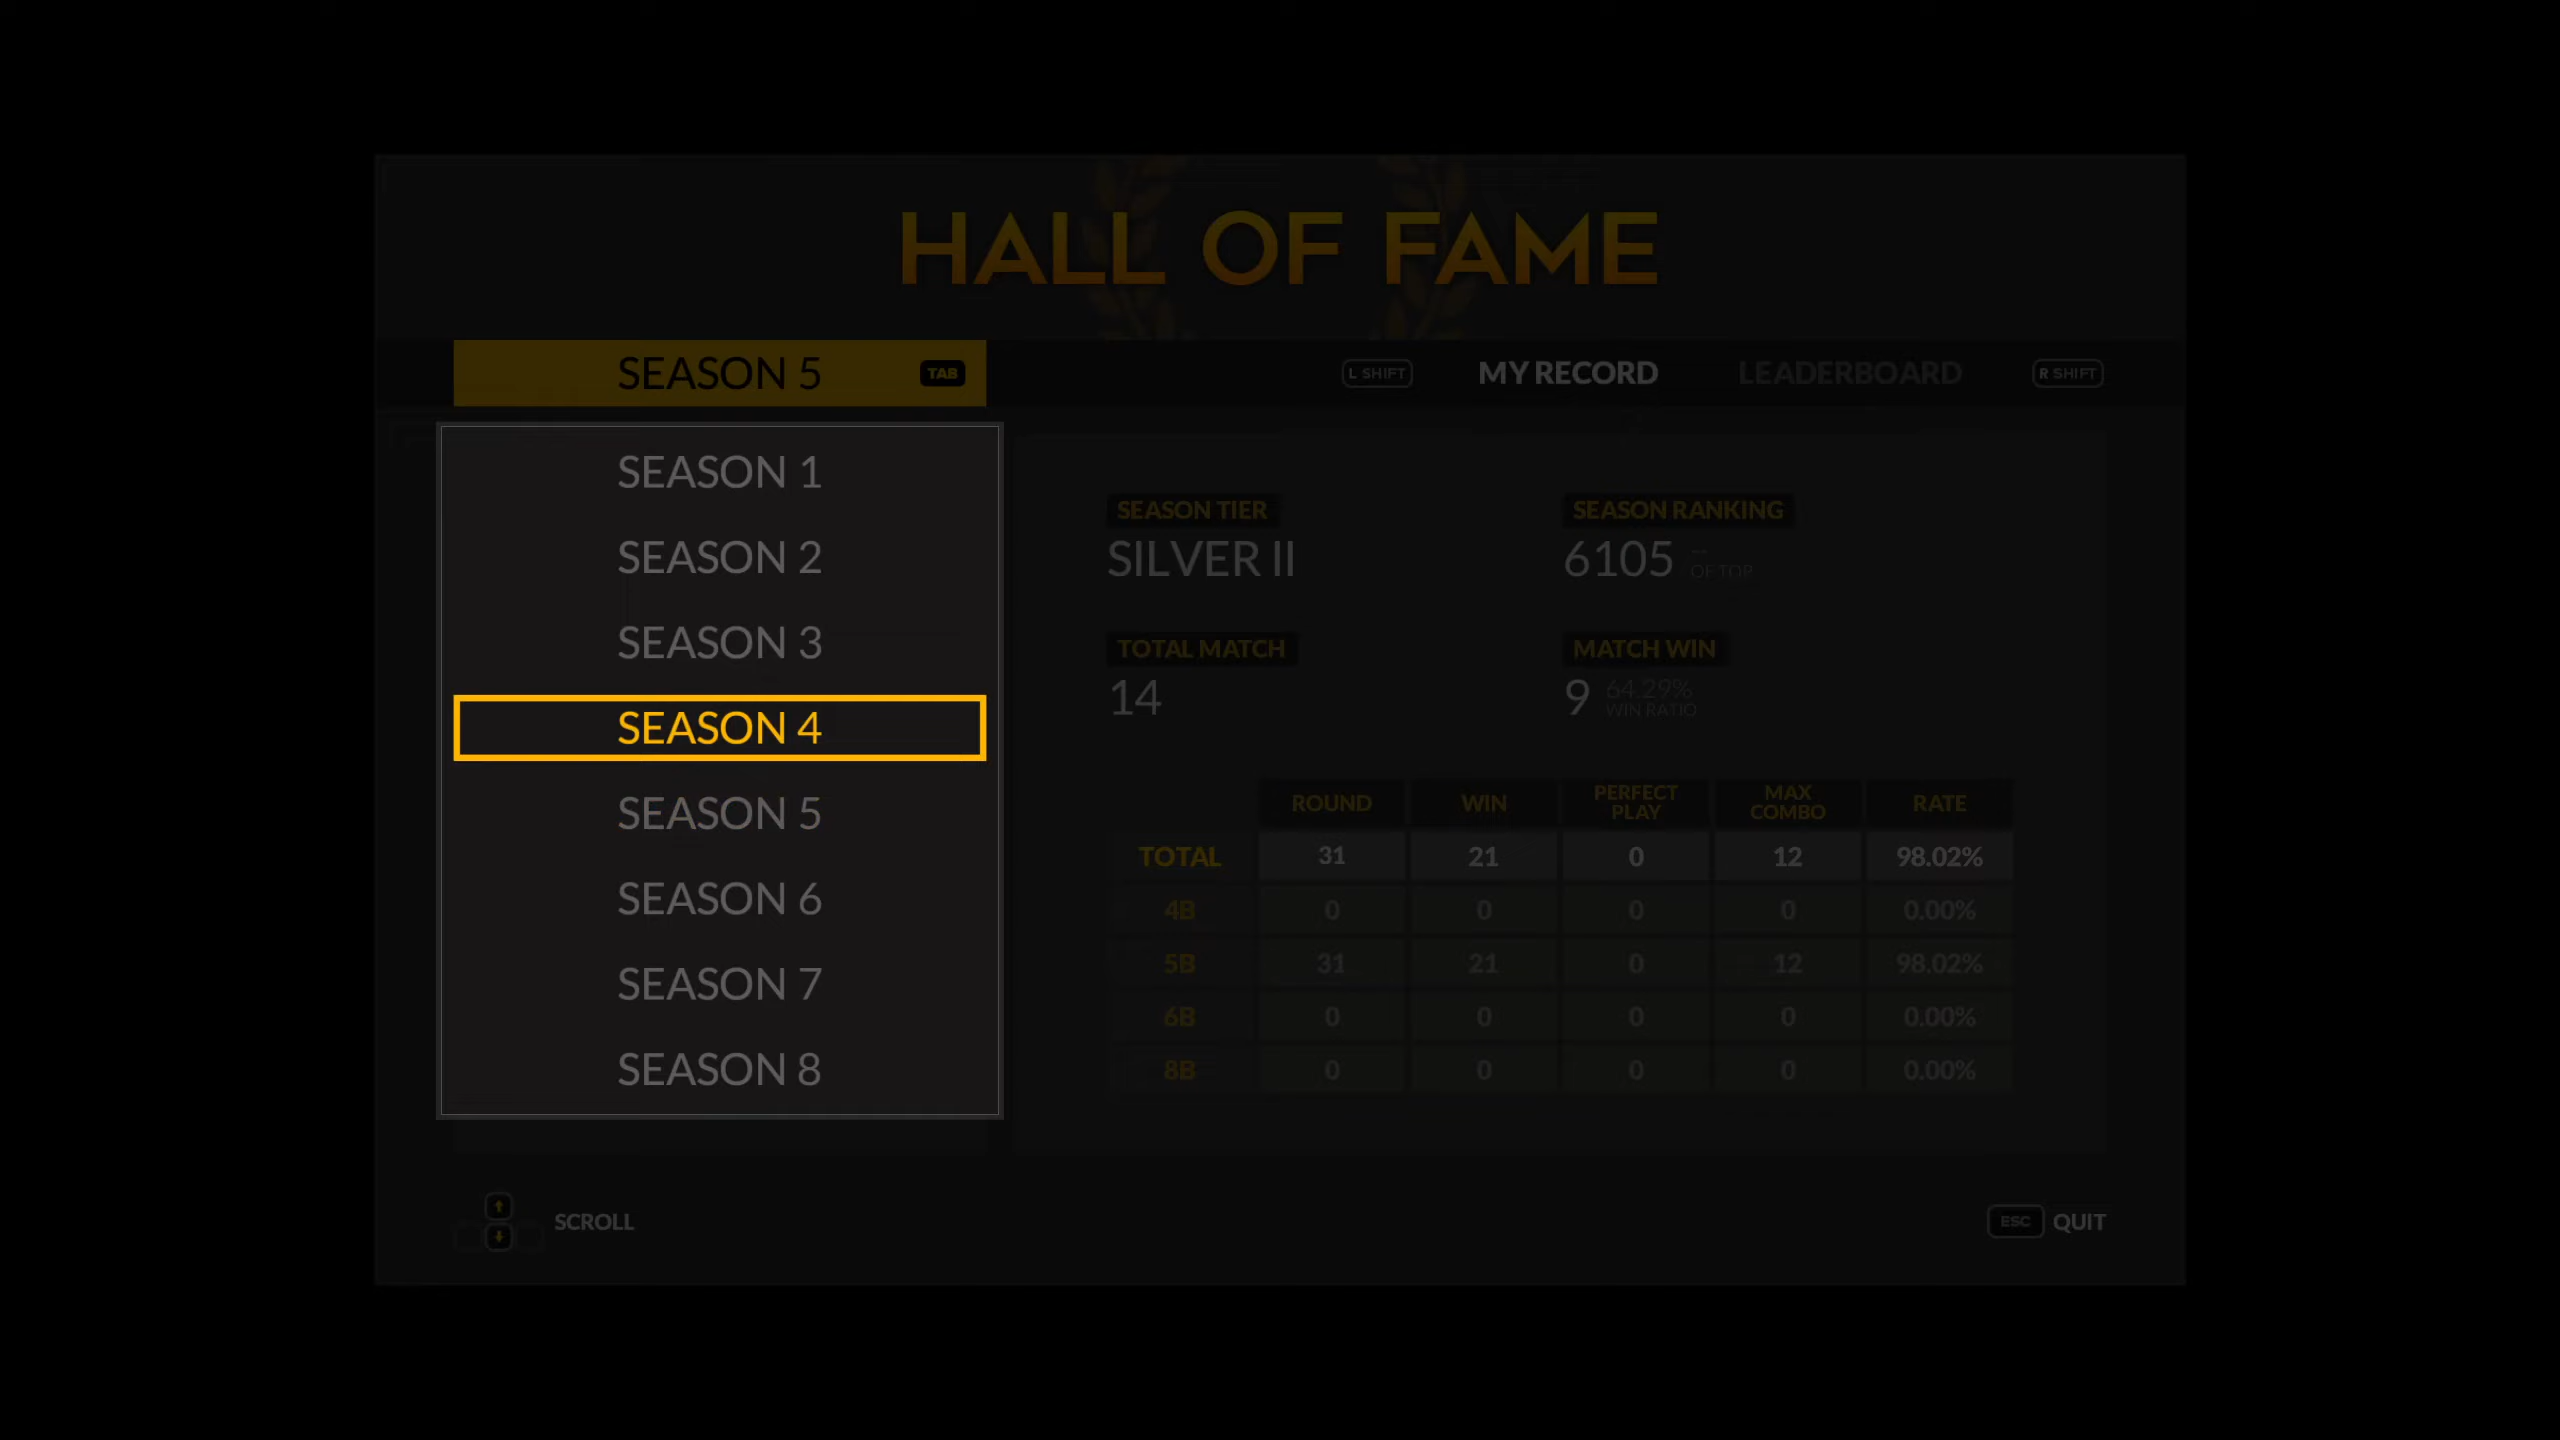 HALL OF FAME
SEASON 5 TAB
L SHIFT MY RECORD LEADERBOARD R SHIFT
SEASON 1
SEASON 2
SEASON 3
SEASON 4
SEASON 5
SEASON 6
SEASON 7
SEASON 8
SEASON TIER
SILVER II
SEASON RANKING
6105 --
OF TOP
TOTAL MATCH
14
MATCH WIN
9 64.29%
WIN RATIO
ROUND WIN PERFECT PLAY MAX COMBO RATE
TOTAL 31 21 0 12 98.02%
4B 0 0 0 0 0.00%
5B 31 21 0 12 98.02%
6B 0 0 0 0 0.00%
8B 0 0 0 0 0.00%
SCROLL
ESC QUIT